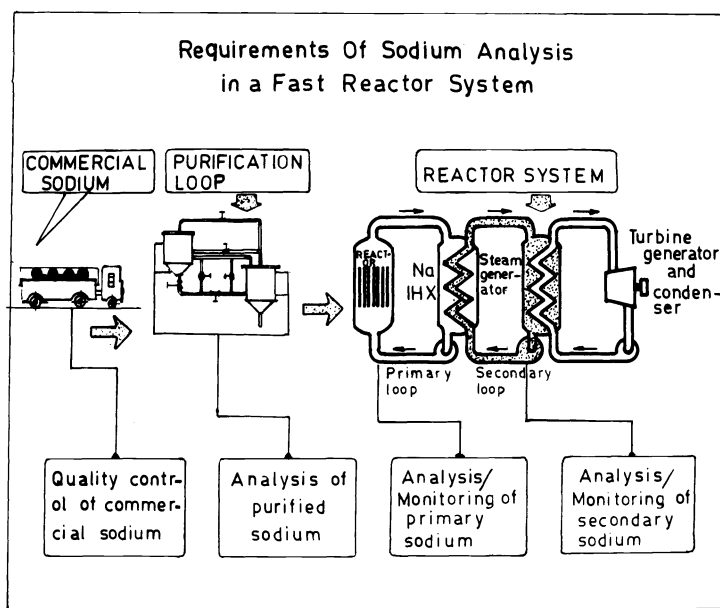 Requirements Of Sodium Analysis
in a Fast Reactor System
COMMERCIAL
SODIUM
PURIFICATION
LOOP
REACTOR SYSTEM
REACT-
OR
Na
IHX
Steam
gener-
ator
Turbine
generator
and
conden-
ser
Primary
loop
Secondary
loop
Quality contr-
ol of commer-
cial sodium
Analysis of
purified
sodium
Analysis/
Monitoring of
primary
sodium
Analysis/
Monitoring of
secondary
sodium